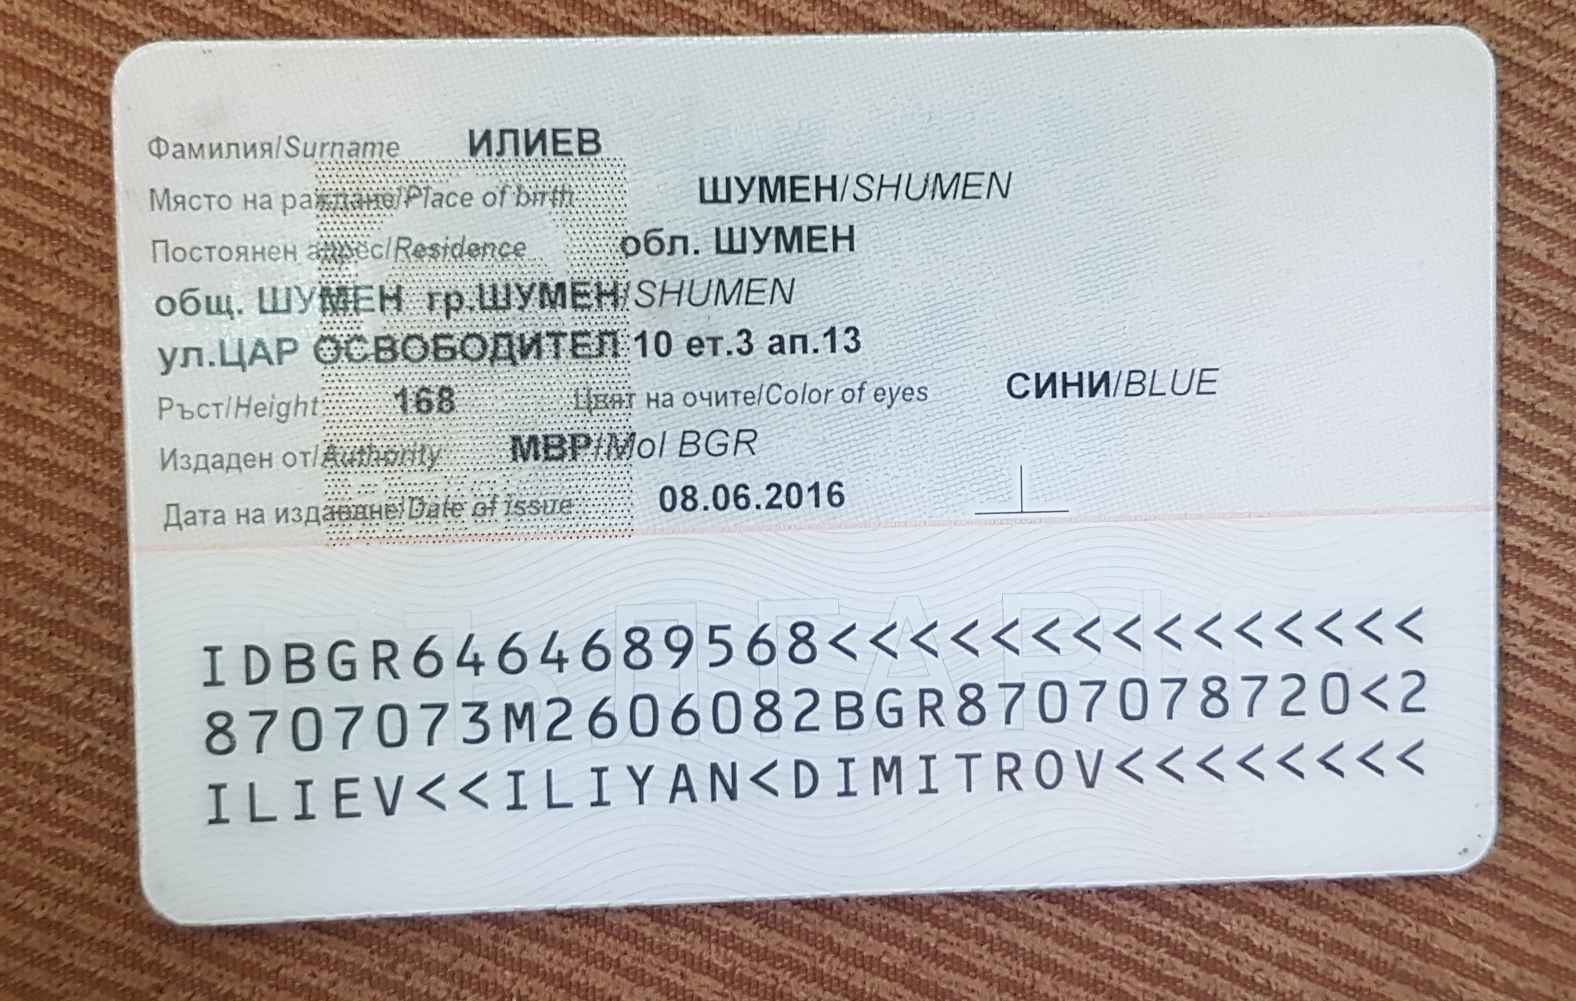 Фамилия/Surname ИЛИЕВ
Място на раждане/Place of birth ШУМЕН/SHUMEN
Постоянен адрес/Residence обл. ШУМЕН
общ. ШУМЕН гр.ШУМЕН/SHUMEN
ул.ЦАР ОСВОБОДИТЕЛ 10 ет.3 ап.13
Ръст/Height 168 Цвят на очите/Color of eyes СИНИ/BLUE
Издаден от/Authority МВР/MoI BGR
Дата на издаване/Date of issue 08.06.2016
IDBGR6464689568<<<<<<<<<<<<<<<
8707073M2606082BGR8707078720<2
ILIEV<<ILIYAN<DIMITROV<<<<<<<<